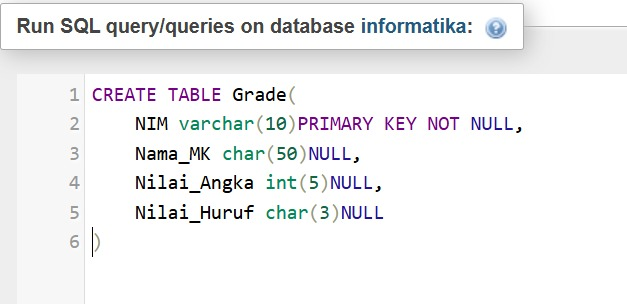 Run SQL query/queries on database informatika:
1 CREATE TABLE Grade(
2 NIM varchar(10)PRIMARY KEY NOT NULL,
3 Nama_MK char(50)NULL,
4 Nilai_Angka int(5)NULL,
5 Nilai_Huruf char(3)NULL
6 )